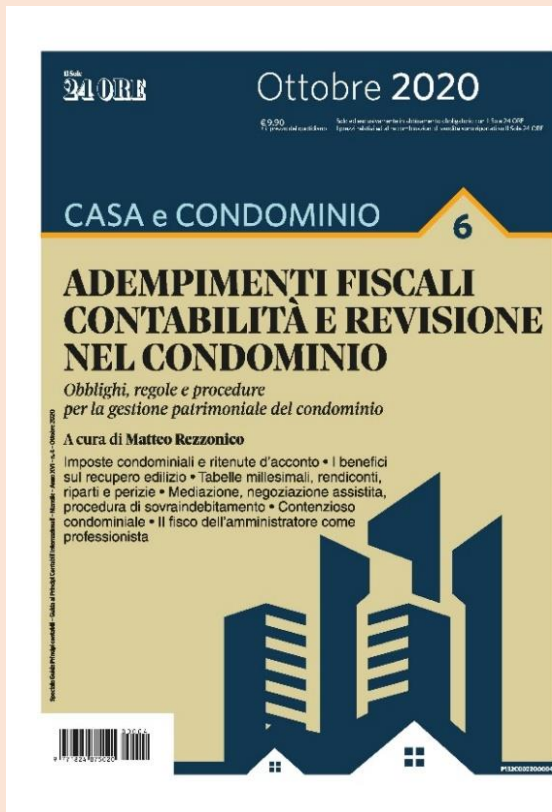 Il Sole
24 ORE
Ottobre 2020
€ 9,90
CASA e CONDOMINIO
6
ADEMPIMENTI FISCALI
CONTABILITÀ E REVISIONE
NEL CONDOMINIO
Obblighi, regole e procedure
per la gestione patrimoniale del condominio
A cura di Matteo Rezzonico
Imposte condominiali e ritenute d'acconto • I benefici
sul recupero edilizio • Tabelle millesimali, rendiconti,
riparti e perizie • Mediazione, negoziazione assistita,
procedura di sovraindebitamento • Contenzioso
condominiale • Il fisco dell'amministratore come
professionista